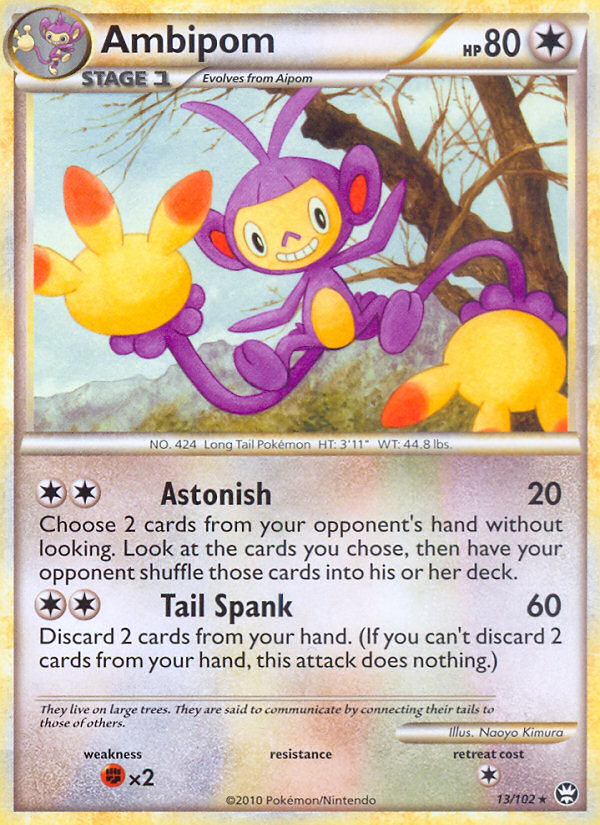 Ambipom
HP 80
STAGE 1
Evolves from Aipom
NO. 424 Long Tail Pokémon HT: 3'11" WT: 44.8 lbs.
Astonish 20
Choose 2 cards from your opponent's hand without
looking. Look at the cards you chose, then have your
opponent shuffle those cards into his or her deck.
Tail Spank 60
Discard 2 cards from your hand. (If you can't discard 2
cards from your hand, this attack does nothing.)
They live on large trees. They are said to communicate by connecting their tails to
those of others.
Illus. Naoyo Kimura
weakness
resistance
retreat cost
×2
©2010 Pokémon/Nintendo
13/102 ★